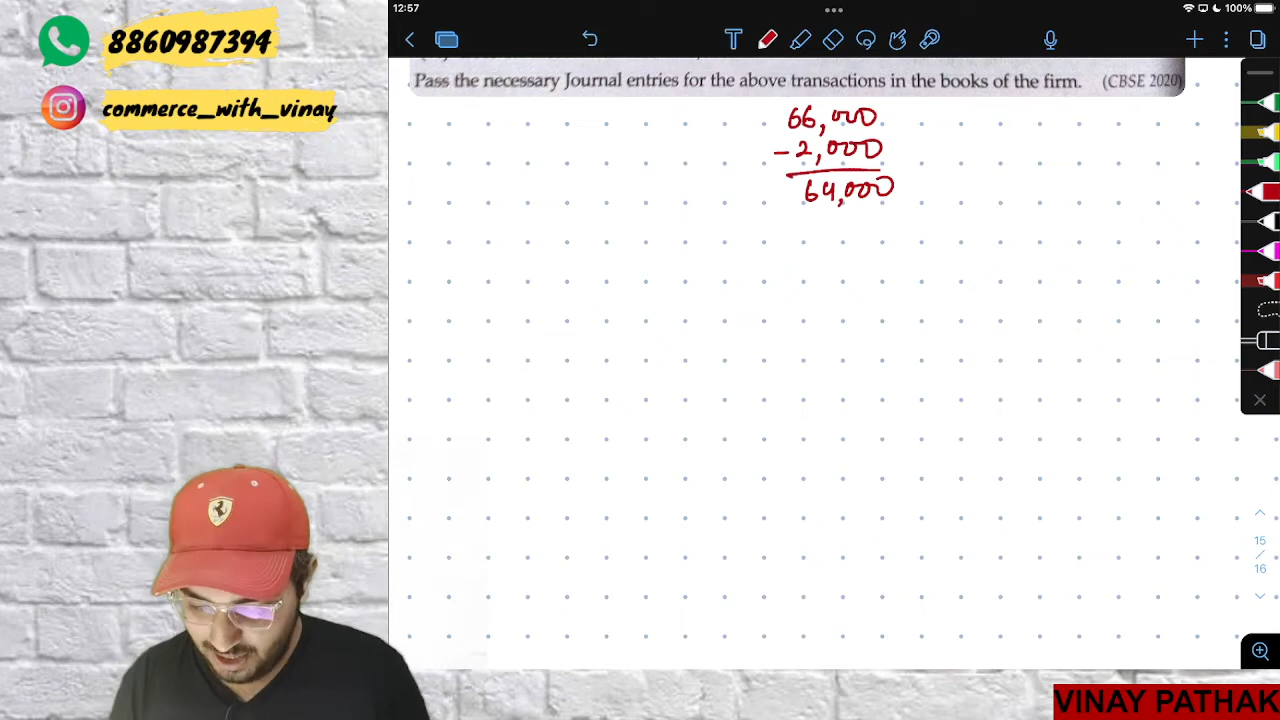 8860987394
commerce_with_vinay
12:57
100%
T
Pass the necessary Journal entries for the above transactions in the books of the firm. (CBSE 2020)
66,000
- 2,000
64,000
15
/
16
VINAY PATHAK